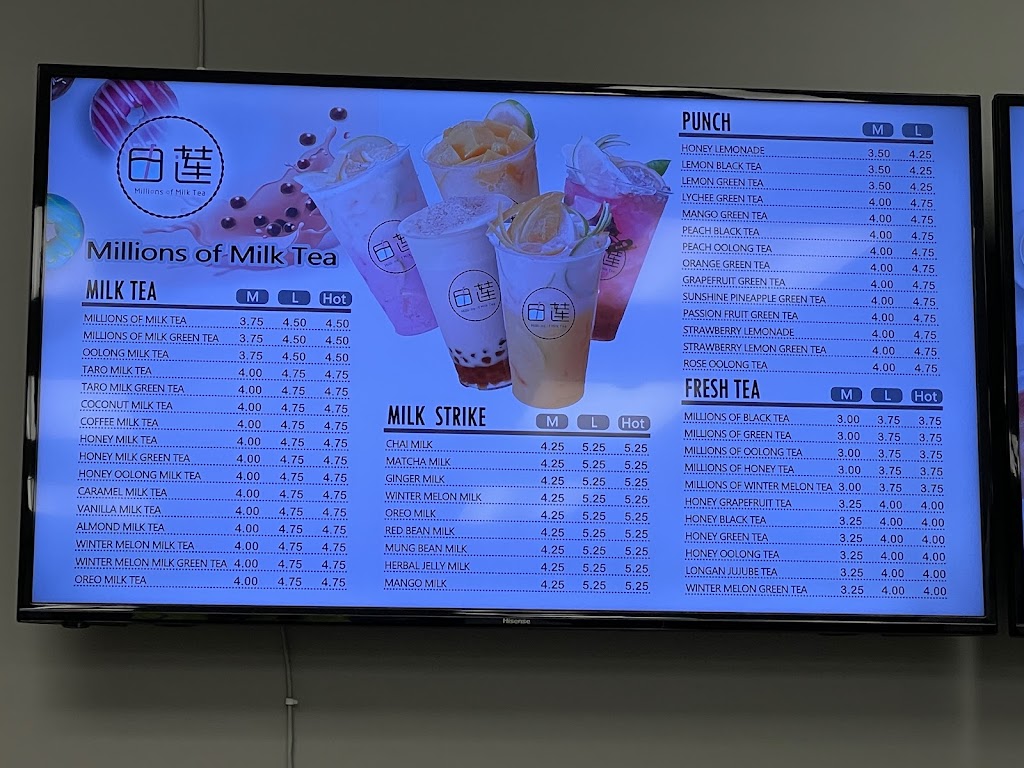 白莲
Millions of Milk Tea
Millions of Milk Tea
MILK TEA M L Hot
MILLIONS OF MILK TEA 3.75 4.50 4.50
MILLIONS OF MILK GREEN TEA 3.75 4.50 4.50
OOLONG MILK TEA 3.75 4.50 4.50
TARO MILK TEA 4.00 4.75 4.75
TARO MILK GREEN TEA 4.00 4.75 4.75
COCONUT MILK TEA 4.00 4.75 4.75
COFFEE MILK TEA 4.00 4.75 4.75
HONEY MILK TEA 4.00 4.75 4.75
HONEY MILK GREEN TEA 4.00 4.75 4.75
HONEY OOLONG MILK TEA 4.00 4.75 4.75
CARAMEL MILK TEA 4.00 4.75 4.75
VANILLA MILK TEA 4.00 4.75 4.75
ALMOND MILK TEA 4.00 4.75 4.75
WINTER MELON MILK TEA 4.00 4.75 4.75
WINTER MELON MILK GREEN TEA 4.00 4.75 4.75
OREO MILK TEA 4.00 4.75 4.75
MILK STRIKE M L Hot
CHAI MILK 4.25 5.25 5.25
MATCHA MILK 4.25 5.25 5.25
GINGER MILK 4.25 5.25 5.25
WINTER MELON MILK 4.25 5.25 5.25
OREO MILK 4.25 5.25 5.25
RED BEAN MILK 4.25 5.25 5.25
MUNG BEAN MILK 4.25 5.25 5.25
HERBAL JELLY MILK 4.25 5.25 5.25
MANGO MILK 4.25 5.25 5.25
PUNCH M L
HONEY LEMONADE 3.50 4.25
LEMON BLACK TEA 3.50 4.25
LEMON GREEN TEA 3.50 4.25
LYCHEE GREEN TEA 4.00 4.75
MANGO GREEN TEA 4.00 4.75
PEACH BLACK TEA 4.00 4.75
PEACH OOLONG TEA 4.00 4.75
ORANGE GREEN TEA 4.00 4.75
GRAPEFRUIT GREEN TEA 4.00 4.75
SUNSHINE PINEAPPLE GREEN TEA 4.00 4.75
PASSION FRUIT GREEN TEA 4.00 4.75
STRAWBERRY LEMONADE 4.00 4.75
STRAWBERRY LEMON GREEN TEA 4.00 4.75
ROSE OOLONG TEA 4.00 4.75
FRESH TEA M L Hot
MILLIONS OF BLACK TEA 3.00 3.75 3.75
MILLIONS OF GREEN TEA 3.00 3.75 3.75
MILLIONS OF OOLONG TEA 3.00 3.75 3.75
MILLIONS OF HONEY TEA 3.00 3.75 3.75
MILLIONS OF WINTER MELON TEA 3.00 3.75 3.75
HONEY GRAPEFRUIT TEA 3.25 4.00 4.00
HONEY BLACK TEA 3.25 4.00 4.00
HONEY GREEN TEA 3.25 4.00 4.00
HONEY OOLONG TEA 3.25 4.00 4.00
LONGAN JUJUBE TEA 3.25 4.00 4.00
WINTER MELON GREEN TEA 3.25 4.00 4.00
Hisense